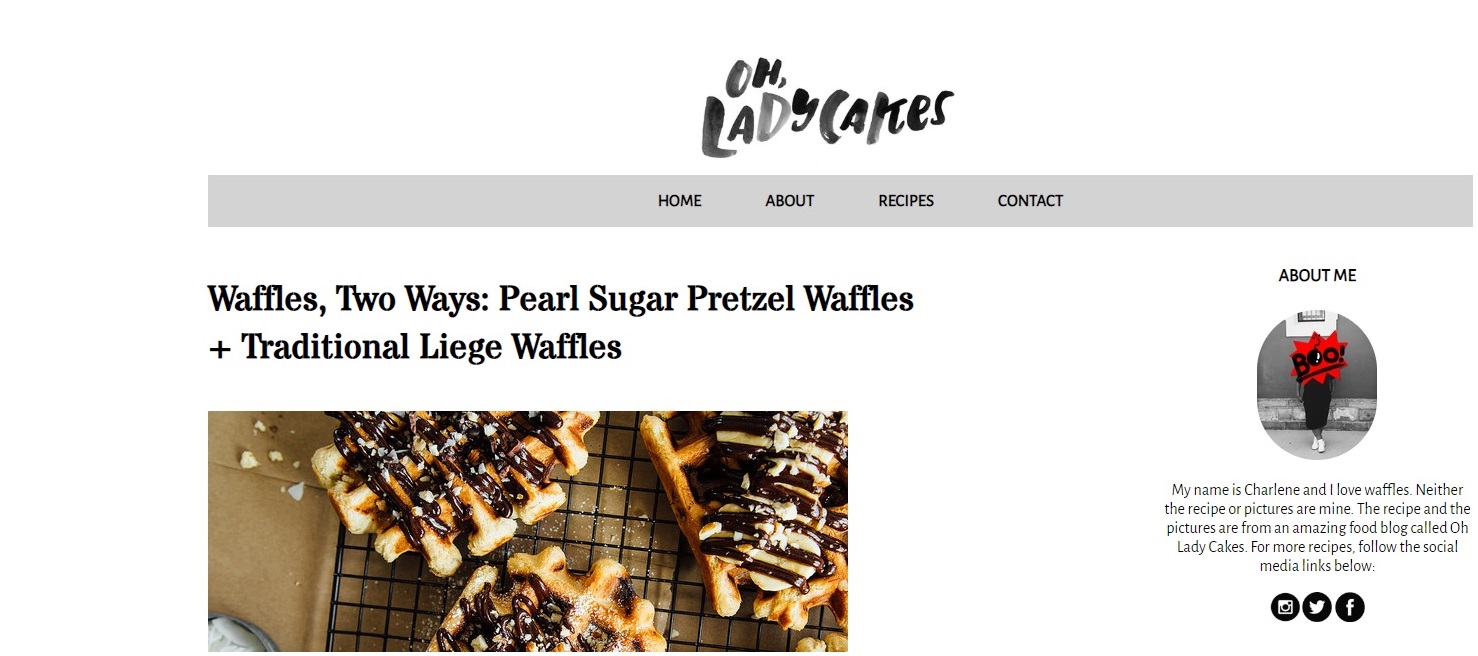 OH,
LADYCAKES
HOME ABOUT RECIPES CONTACT
Waffles, Two Ways: Pearl Sugar Pretzel Waffles
+ Traditional Liege Waffles
ABOUT ME
BOO!
My name is Charlene and I love waffles. Neither
the recipe or pictures are mine. The recipe and the
pictures are from an amazing food blog called Oh
Lady Cakes. For more recipes, follow the social
media links below: